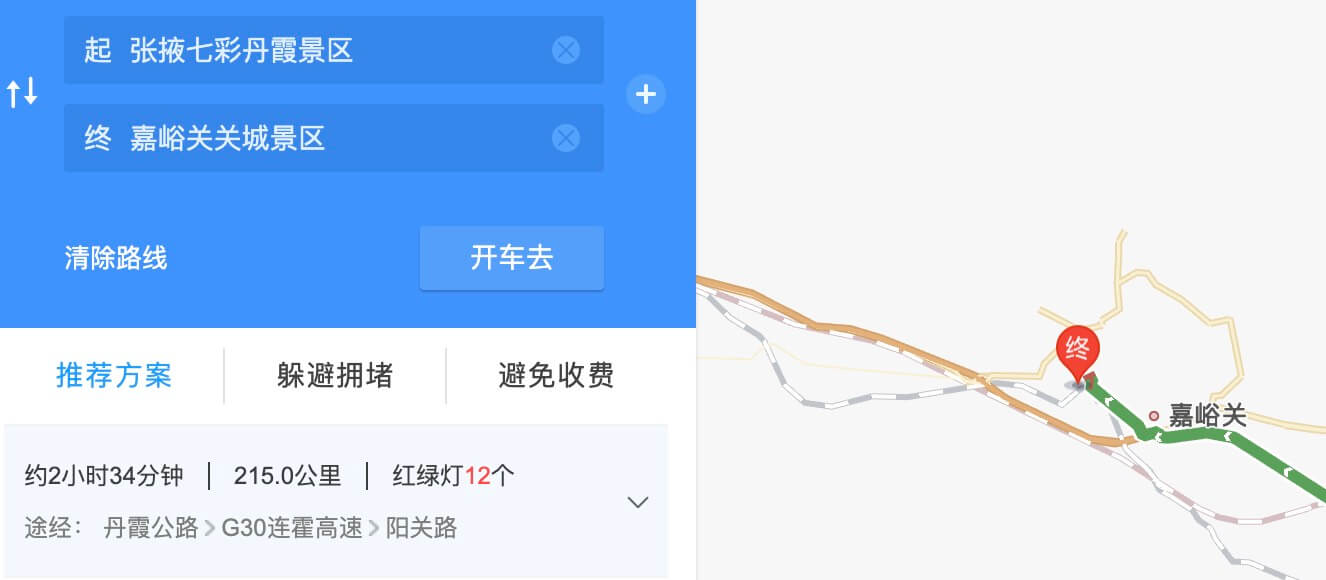 起 张掖七彩丹霞景区
终 嘉峪关关城景区
清除路线 开车去
推荐方案 躲避拥堵 避免收费
约2小时34分钟 | 215.0公里 | 红绿灯12个
途经： 丹霞公路 > G30连霍高速 > 阳关路
终
嘉峪关